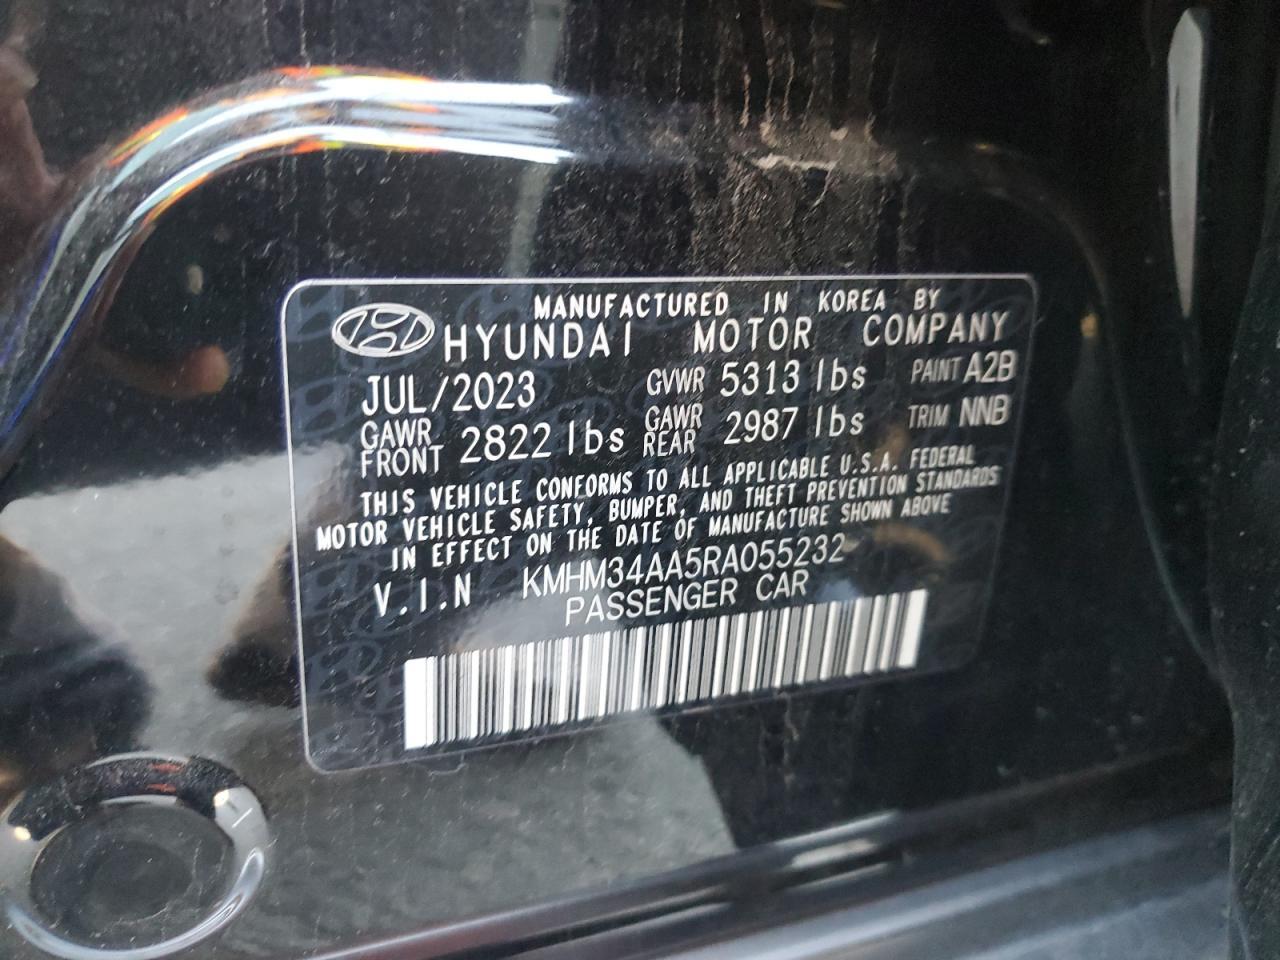 MANUFACTURED IN KOREA BY
HYUNDAI MOTOR COMPANY
JUL/2023 GVWR 5313 lbs PAINT A2B
GAWR FRONT 2822 lbs GAWR REAR 2987 lbs TRIM NNB
THIS VEHICLE CONFORMS TO ALL APPLICABLE U.S.A. FEDERAL
MOTOR VEHICLE SAFETY, BUMPER, AND THEFT PREVENTION STANDARDS
IN EFFECT ON THE DATE OF MANUFACTURE SHOWN ABOVE
V.I.N KMHM34AA5RA055232
PASSENGER CAR